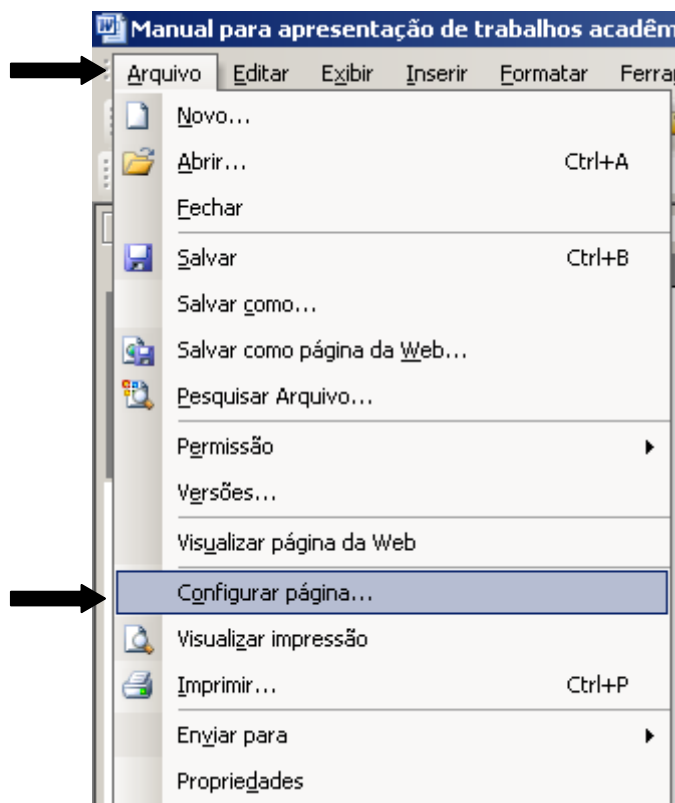 Manual para apresentação de trabalhos acadêm
Arquivo Editar Exibir Inserir Formatar Ferra
Novo...
Abrir... Ctrl+A
Fechar
Salvar Ctrl+B
Salvar como...
Salvar como página da Web...
Pesquisar Arquivo...
Permissão
Versões...
Visualizar página da Web
Configurar página...
Visualizar impressão
Imprimir... Ctrl+P
Enviar para
Propriedades